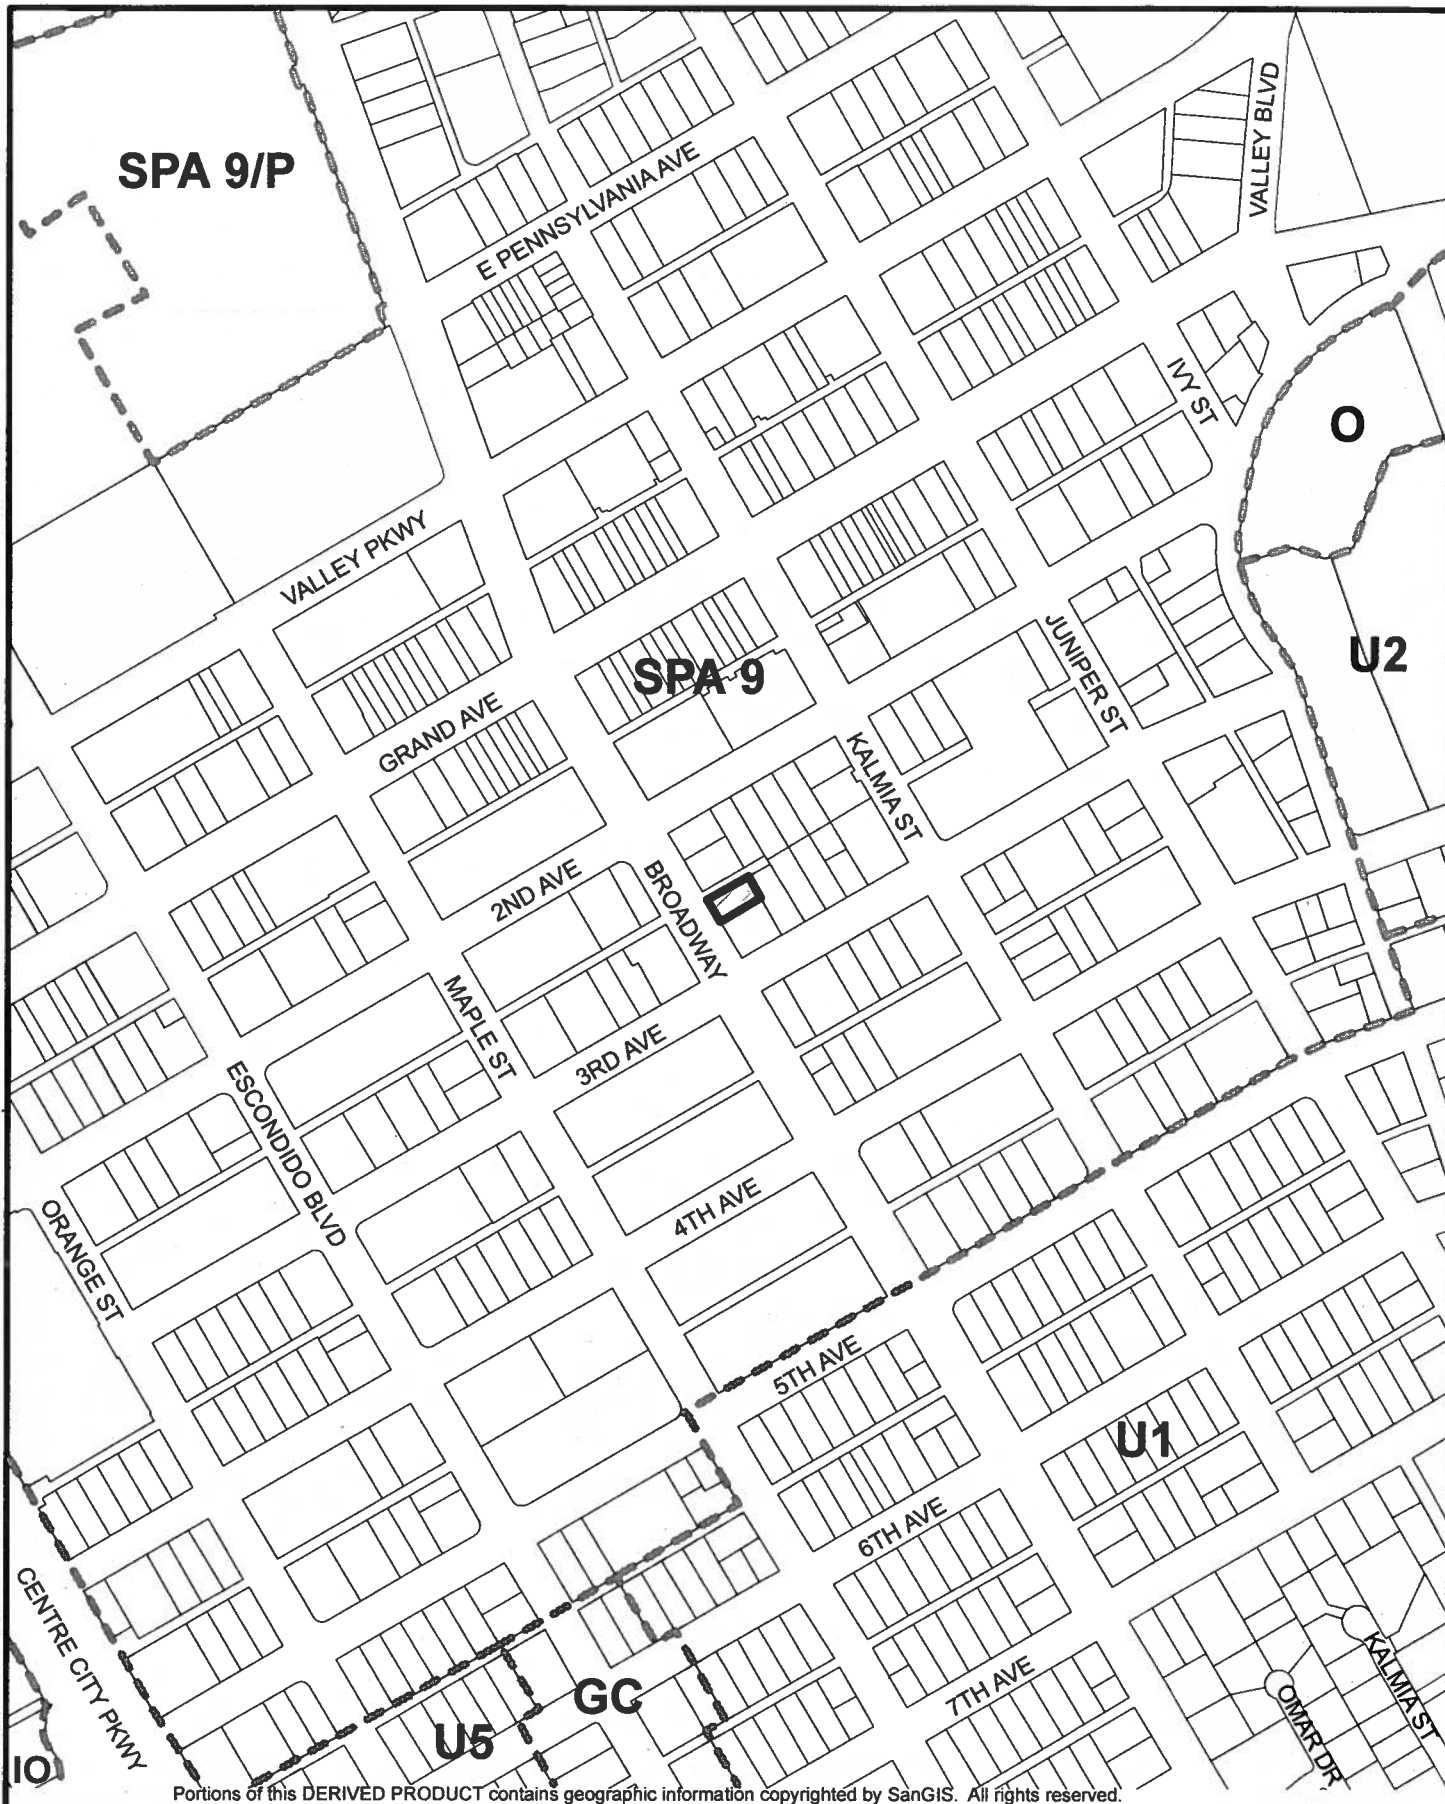 VALLEY BLVD
SPA 9/P
E PENNSYLVANIA AVE
IVY ST
O
VALLEY PKWY
JUNIPER ST
U2
SPA 9
GRAND AVE
KALMIA ST
2ND AVE
BROADWAY
MAPLE ST
3RD AVE
ESCONDIDO BLVD
4TH AVE
ORANGE ST
5TH AVE
U1
6TH AVE
CENTRE CITY PKWY
KALMIA ST
7TH AVE
GC
OMAR DR
U5
IO
Portions of this DERIVED PRODUCT contains geographic information copyrighted by SanGIS. All rights reserved.